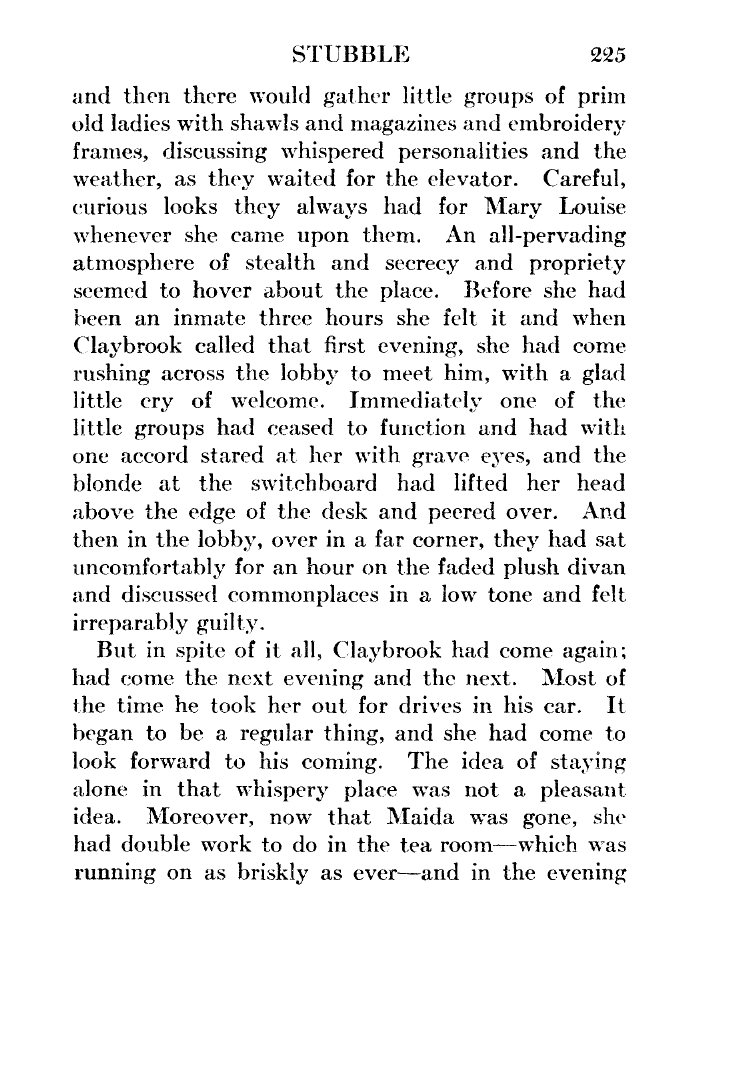 STUBBLE 225
and then there would gather little groups of prim
old ladies with shawls and magazines and embroidery
frames, discussing whispered personalities and the
weather, as they waited for the elevator. Careful,
curious looks they always had for Mary Louise
whenever she came upon them. An all-pervading
atmosphere of stealth and secrecy and propriety
seemed to hover about the place. Before she had
been an inmate three hours she felt it and when
Claybrook called that first evening, she had come
rushing across the lobby to meet him, with a glad
little cry of welcome. Immediately one of the
little groups had ceased to function and had with
one accord stared at her with grave eyes, and the
blonde at the switchboard had lifted her head
above the edge of the desk and peered over. And
then in the lobby, over in a far corner, they had sat
uncomfortably for an hour on the faded plush divan
and discussed commonplaces in a low tone and felt
irreparably guilty.
But in spite of it all, Claybrook had come again;
had come the next evening and the next. Most of
the time he took her out for drives in his car. It
began to be a regular thing, and she had come to
look forward to his coming. The idea of staying
alone in that whispery place was not a pleasant
idea. Moreover, now that Maida was gone, she
had double work to do in the tea room—which was
running on as briskly as ever—and in the evening